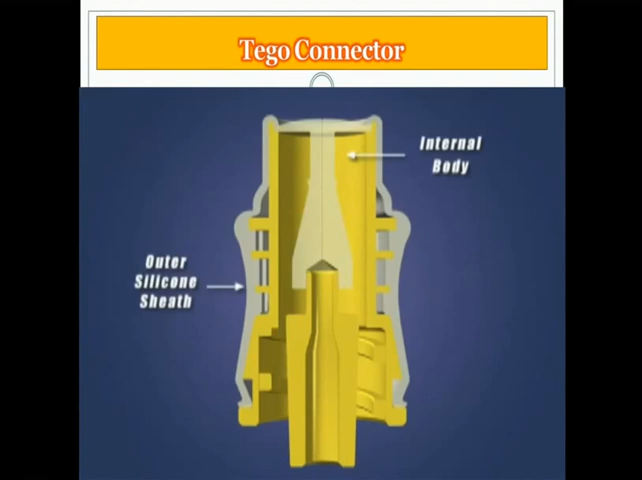 Tego Connector
Internal
Body
Outer
Silicone
Sheath